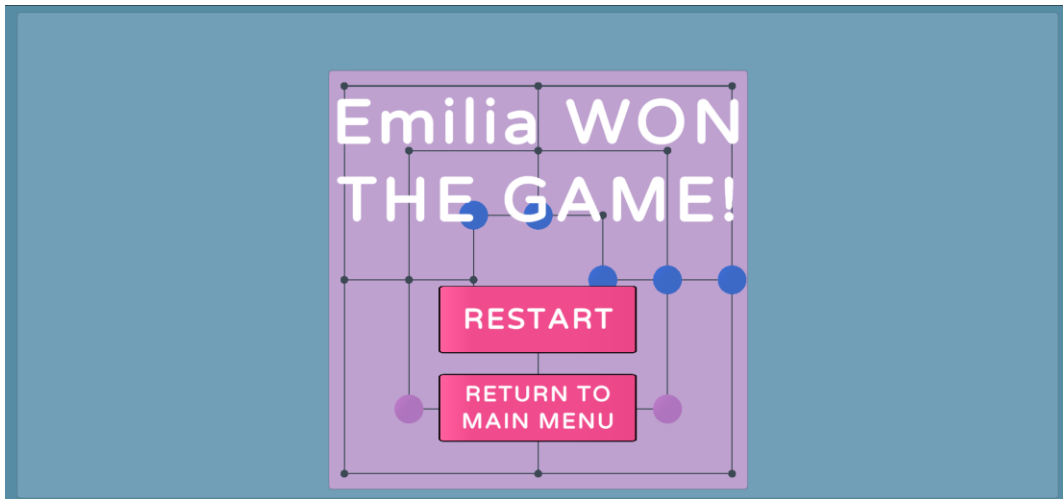 Emilia WON
THE GAME!
RESTART
RETURN TO
MAIN MENU